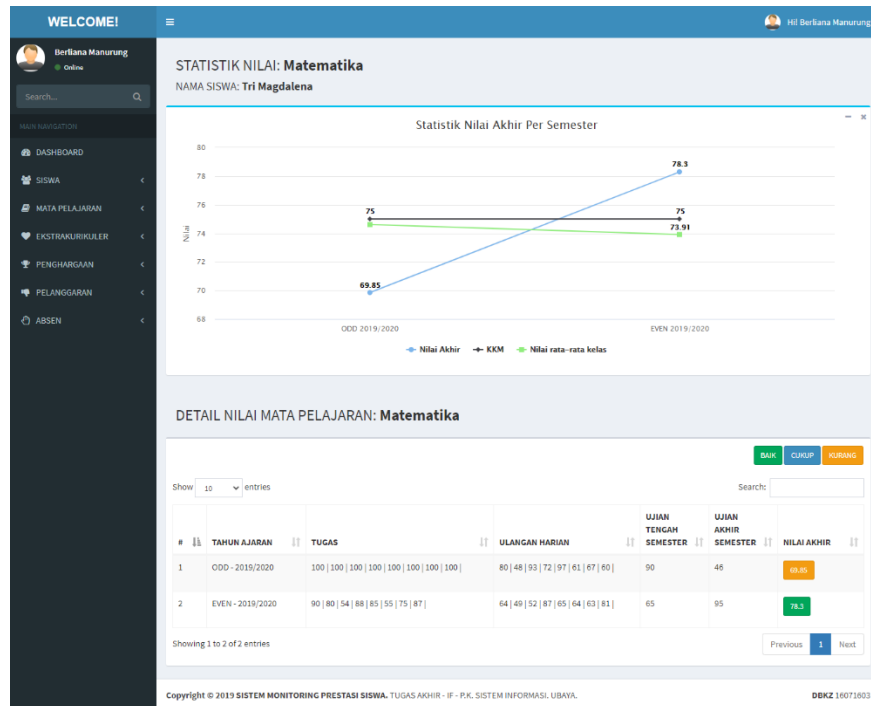 WELCOME!
Hi! Berliana Manurung
Berliana Manurung
Online
Search...
MAIN NAVIGATION
DASHBOARD
SISWA
MATA PELAJARAN
EKSTRAKURIKULER
PENGHARGAAN
PELANGGARAN
ABSEN
STATISTIK NILAI: Matematika
NAMA SISWA: Tri Magdalena
Statistik Nilai Akhir Per Semester
Nilai
80
78
76
74
72
70
68
78.3
75
75
73.91
69.85
ODD 2019/2020
EVEN 2019/2020
Nilai Akhir
KKM
Nilai rata-rata kelas
DETAIL NILAI MATA PELAJARAN: Matematika
BAIK CUKUP KURANG
Show 10 entries
Search:
# TAHUN AJARAN TUGAS ULANGAN HARIAN UJIAN TENGAH SEMESTER UJIAN AKHIR SEMESTER NILAI AKHIR
1 ODD - 2019/2020 100 | 100 | 100 | 100 | 100 | 100 | 100 | 100 | 80 | 48 | 93 | 72 | 97 | 61 | 67 | 60 | 90 46 69.85
2 EVEN - 2019/2020 90 | 80 | 54 | 88 | 85 | 55 | 75 | 87 | 64 | 49 | 52 | 87 | 65 | 64 | 63 | 81 | 65 95 78.3
Showing 1 to 2 of 2 entries
Previous 1 Next
Copyright © 2019 SISTEM MONITORING PRESTASI SISWA. TUGAS AKHIR - IF - P.K. SISTEM INFORMASI. UBAYA.
DBKZ 16071603